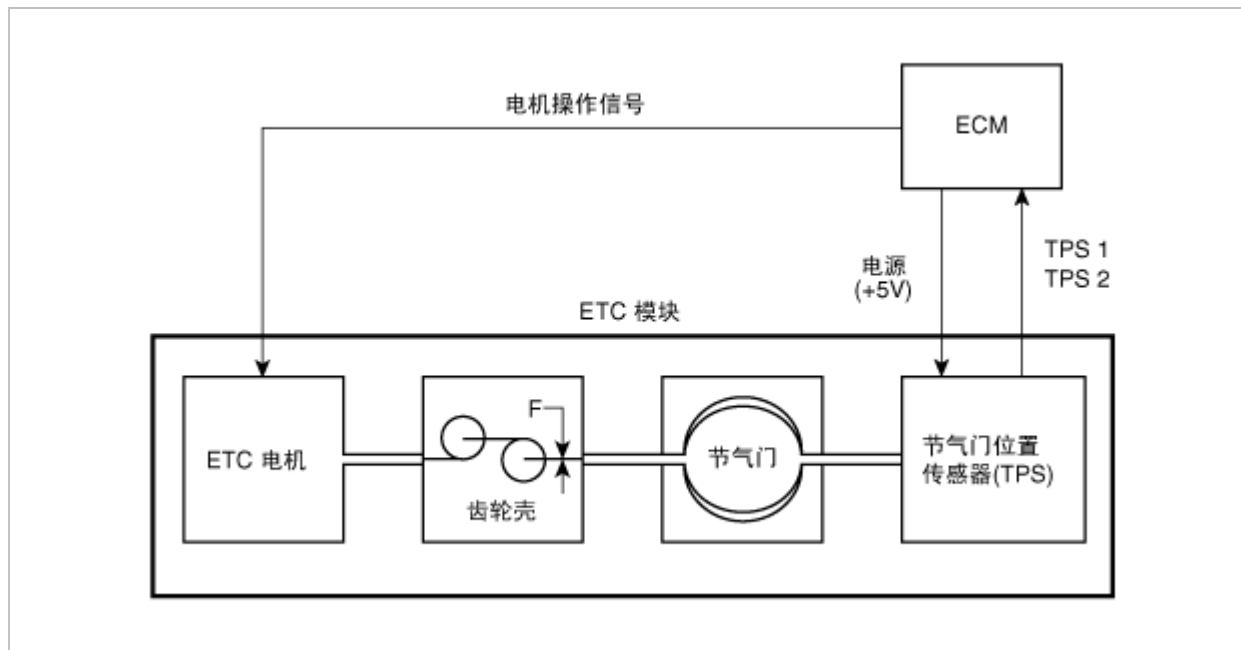 电机操作信号
ECM
电源
(+5V)
TPS 1
TPS 2
ETC 模块
ETC 电机
F
齿轮壳
节气门
节气门位置
传感器(TPS)